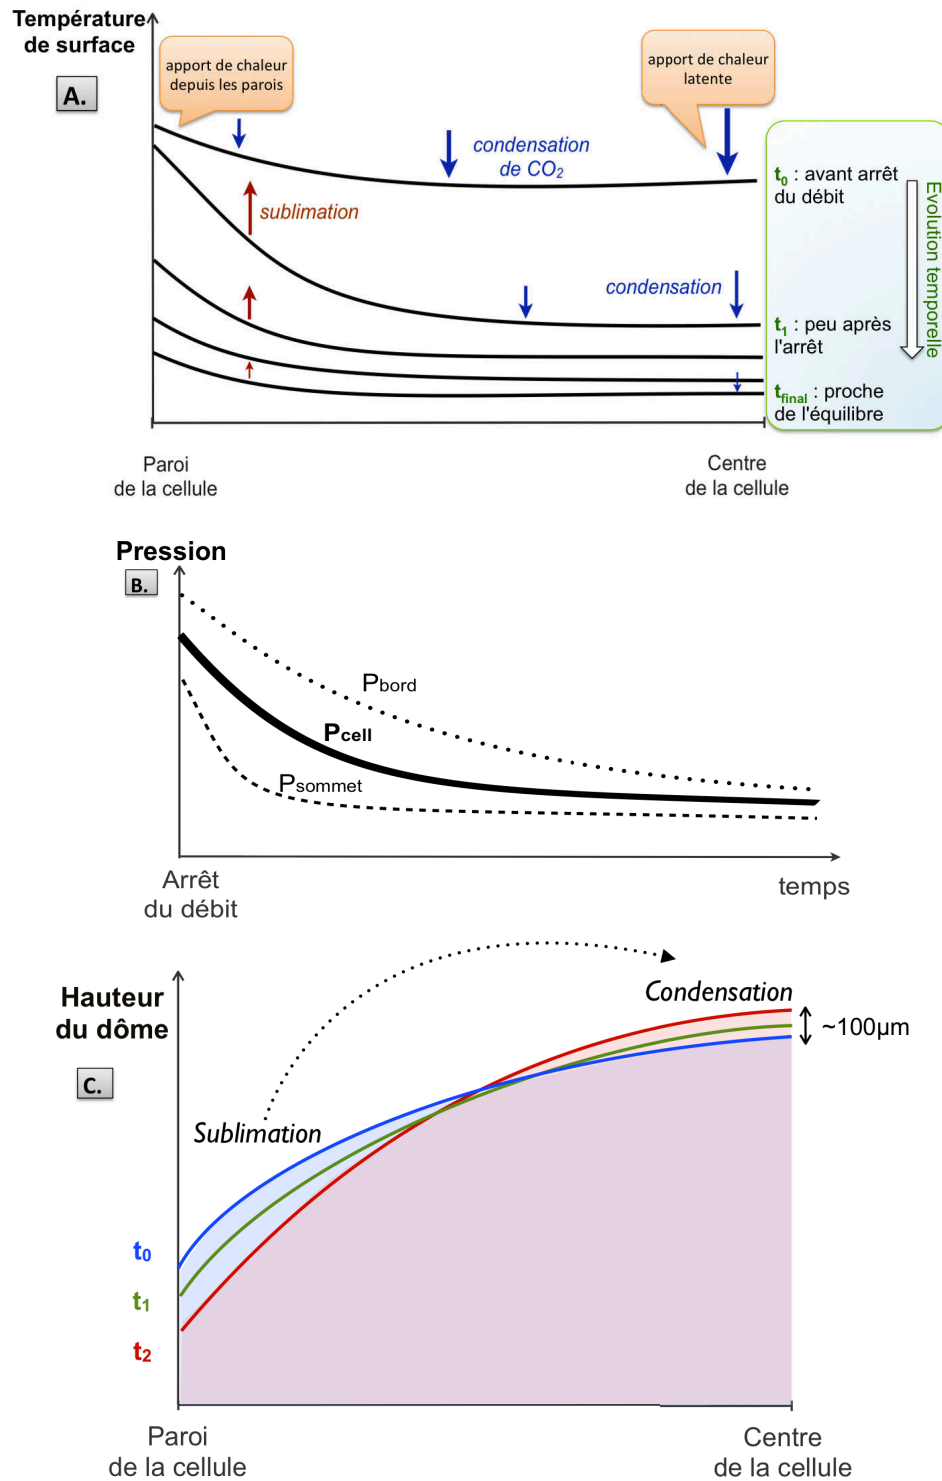 Température
de surface
A.
apport de chaleur
depuis les parois
apport de chaleur
latente
condensation
de CO₂
sublimation
condensation
t₀ : avant arrêt
du débit
t₁ : peu après
l'arrêt
t_final : proche
de l'équilibre
Evolution temporelle
Paroi
de la cellule
Centre
de la cellule
Pression
B.
Pbord
Pcell
Psommet
Arrêt
du débit
temps
Hauteur
du dôme
C.
Condensation
~100µm
Sublimation
t₀
t₁
t₂
Paroi
de la cellule
Centre
de la cellule